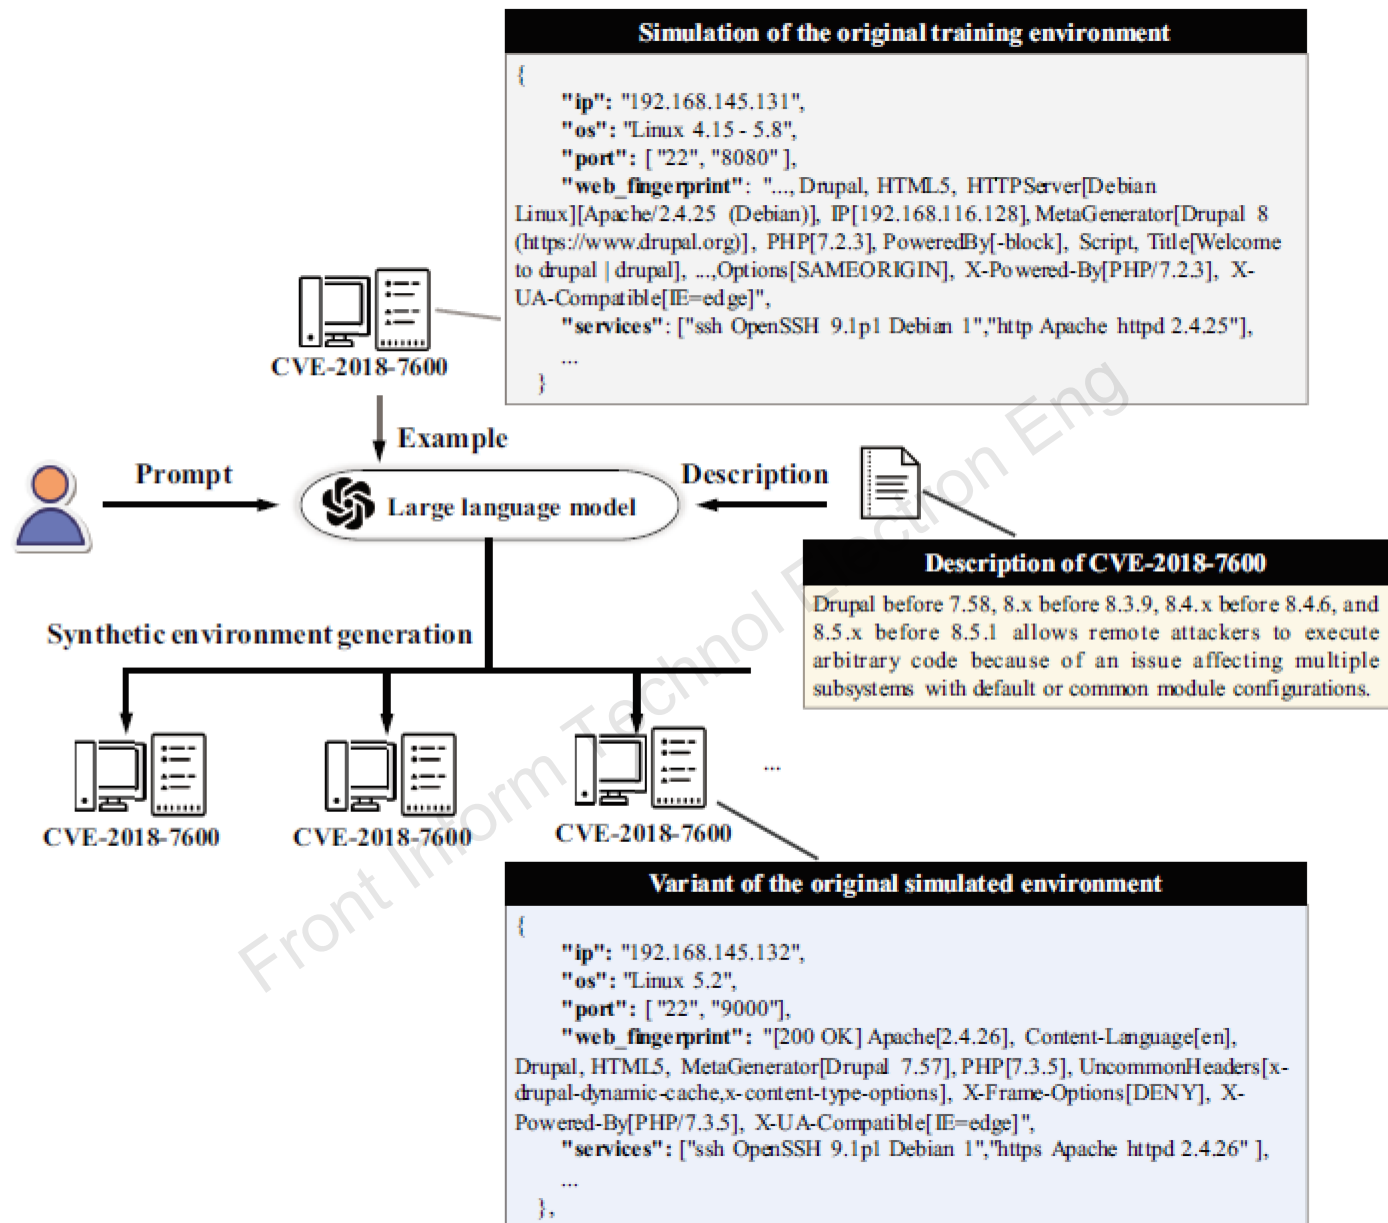 Simulation of the original training environment
{
"ip": "192.168.145.131",
"os": "Linux 4.15 - 5.8",
"port": [ "22", "8080" ],
"web_fingerprint": "..., Drupal, HTML5, HTTPServer[Debian
Linux][Apache/2.4.25 (Debian)], IP[192.168.116.128], MetaGenerator[Drupal 8
(https://www.drupal.org)], PHP[7.2.3], PoweredBy[-block], Script, Title[Welcome
to drupal | drupal], ...,Options[SAMEORIGIN], X-Powered-By[PHP/7.2.3], X-
UA-Compatible[IE=edge]",
"services": ["ssh OpenSSH 9.1p1 Debian 1","http Apache httpd 2.4.25"],
...
}
CVE-2018-7600
Example
Prompt
Large language model
Description
Description of CVE-2018-7600
Drupal before 7.58, 8.x before 8.3.9, 8.4.x before 8.4.6, and
8.5.x before 8.5.1 allows remote attackers to execute
arbitrary code because of an issue affecting multiple
subsystems with default or common module configurations.
Synthetic environment generation
CVE-2018-7600
CVE-2018-7600
CVE-2018-7600
...
Variant of the original simulated environment
{
"ip": "192.168.145.132",
"os": "Linux 5.2",
"port": [ "22", "9000"],
"web_fingerprint": "[200 OK] Apache[2.4.26], Content-Language[en],
Drupal, HTML5, MetaGenerator[Drupal 7.57], PHP[7.3.5], UncommonHeaders[x-
drupal-dynamic-cache,x-content-type-options], X-Frame-Options[DENY], X-
Powered-By[PHP/7.3.5], X-UA-Compatible[IE=edge]",
"services": ["ssh OpenSSH 9.1p1 Debian 1","https Apache httpd 2.4.26" ],
...
},
Front Inform Technol Electron Eng